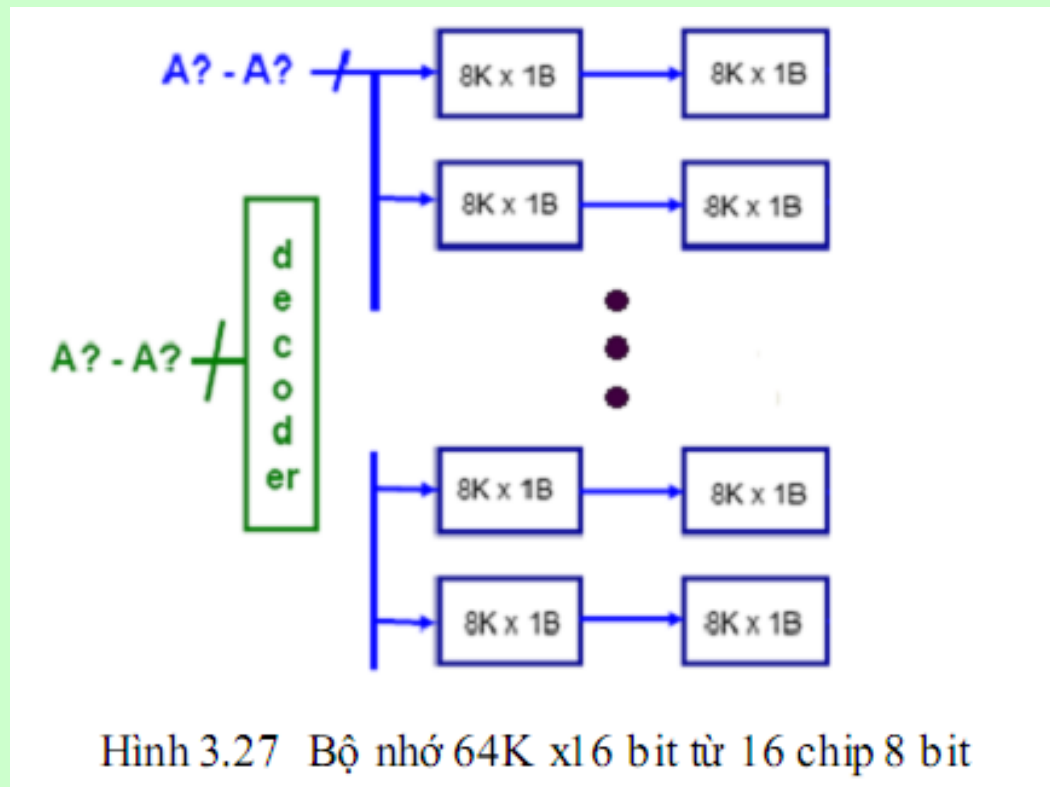 A? - A?
8K x 1B
8K x 1B
8K x 1B
8K x 1B
decoder
A? - A?
8K x 1B
8K x 1B
8K x 1B
8K x 1B
Hình 3.27 Bộ nhớ 64K x16 bit từ 16 chip 8 bit